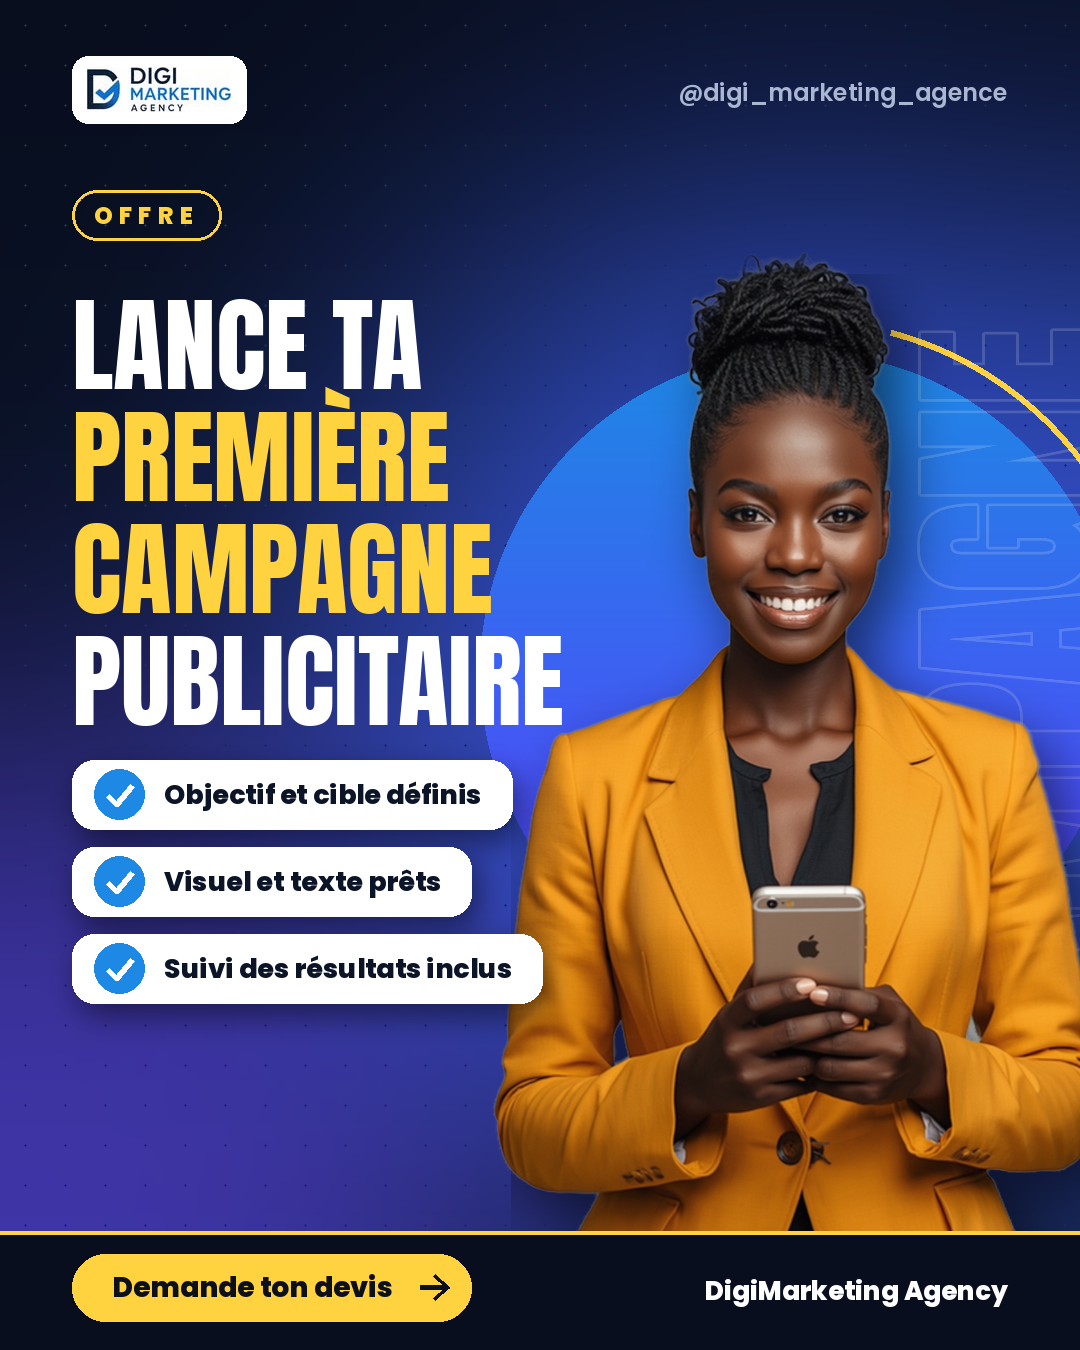 DIGI
MARKETING
AGENCY
@digi_marketing_agence
OFFRE
LANCE TA
PREMIÈRE
CAMPAGNE
PUBLICITAIRE
Objectif et cible définis
Visuel et texte prêts
Suivi des résultats inclus
Demande ton devis
DigiMarketing Agency